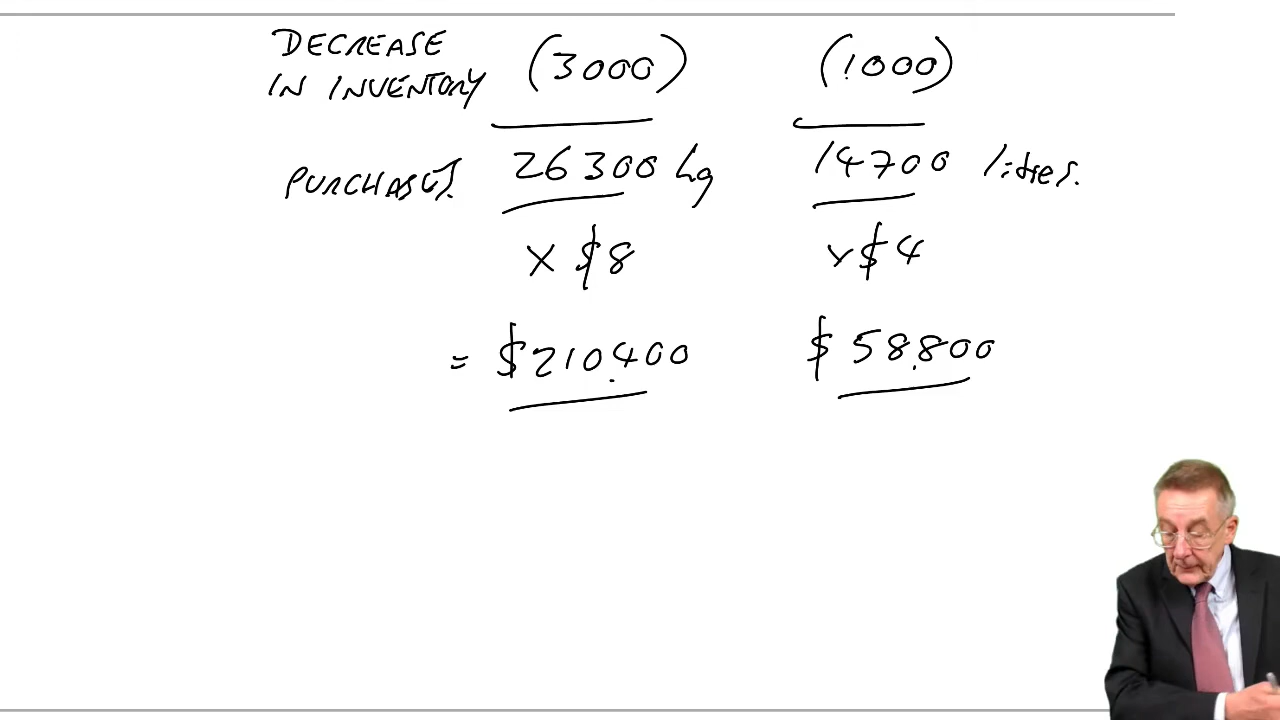 DECREASE
IN INVENTORY (3000) (1000)
PURCHASES. 26300 kg 14700 litres.
X $8 x $4
= $210.400 $58.800